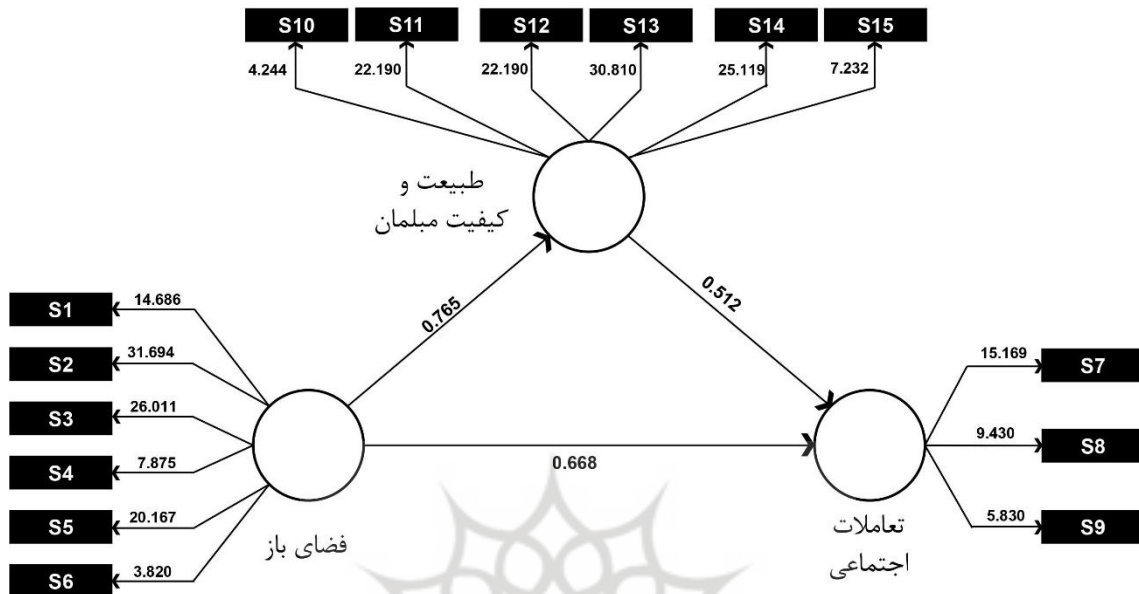 S10 S11 S12 S13 S14 S15
4.244 22.190 22.190 30.810 25.119 7.232
طبیعت و
کیفیت مبلمان
0.765
0.512
S1 14.686
S2 31.694
S3 26.011
S4 7.875
S5 20.167
S6 3.820
فضای باز
0.668
15.169 S7
9.430 S8
5.830 S9
تعاملات
اجتماعی